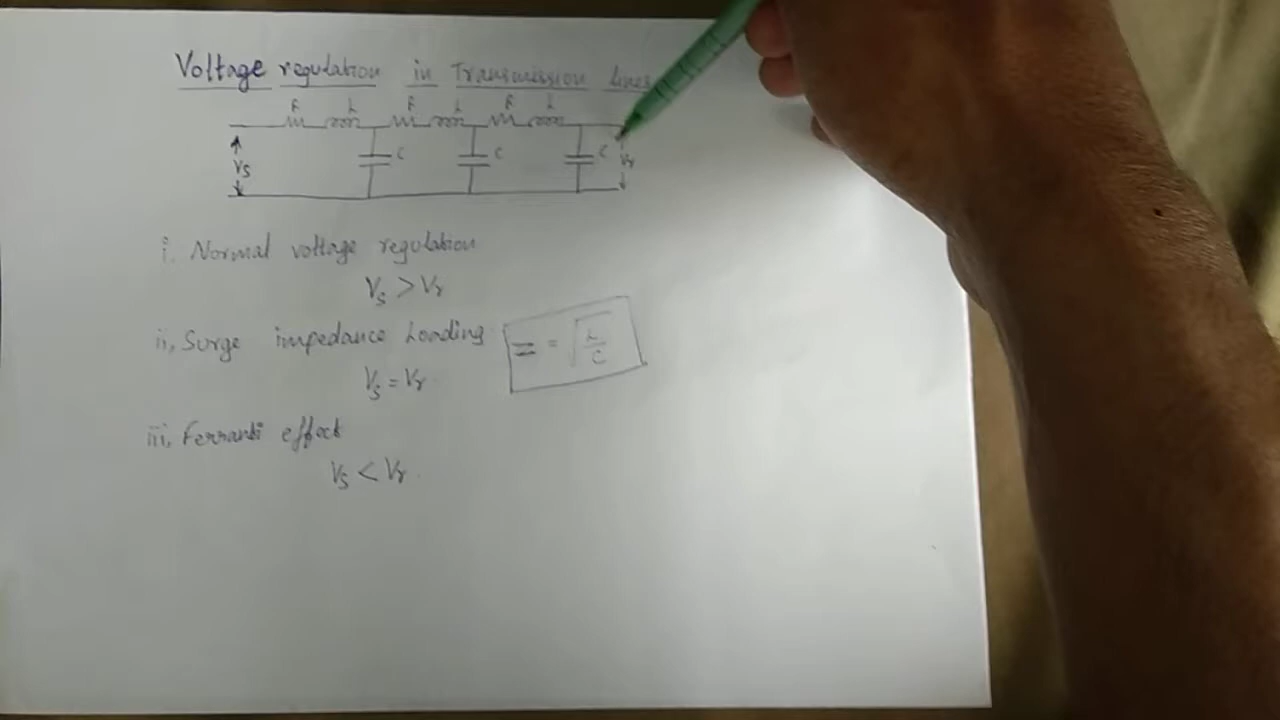 Voltage regulation in Transmission Lines
R L R L R L
Vs C C C Vr
i. Normal voltage regulation
Vs > Vr
ii, Surge impedance Loading
Z = √L/C
Vs = Vr
iii, Ferranti effect
Vs < Vr